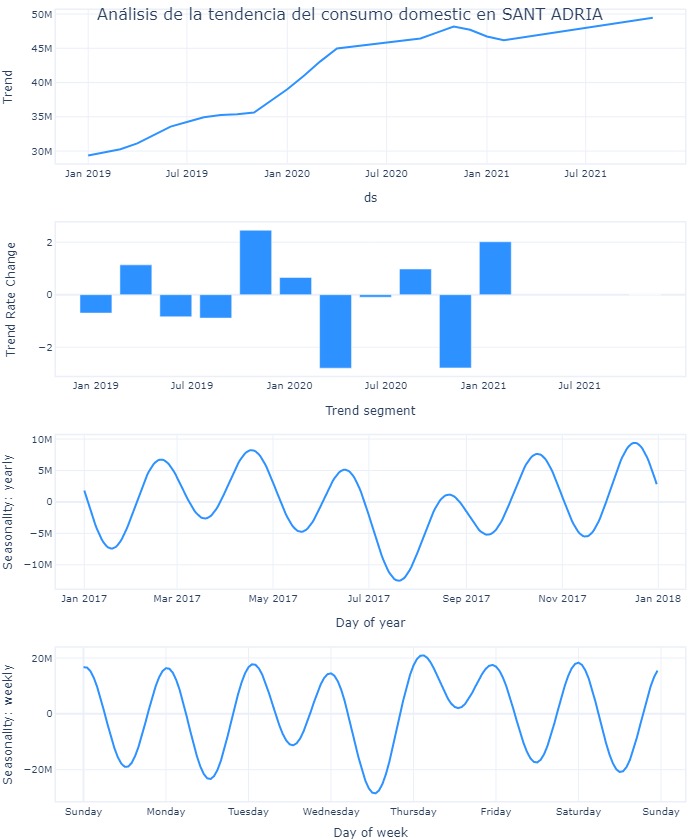 Análisis de la tendencia del consumo domestic en SANT ADRIA
50M
45M
40M
35M
30M
Trend
Jan 2019 Jul 2019 Jan 2020 Jul 2020 Jan 2021 Jul 2021
ds
2
0
−2
Trend Rate Change
Jan 2019 Jul 2019 Jan 2020 Jul 2020 Jan 2021 Jul 2021
Trend segment
10M
5M
0
−5M
−10M
Seasonality: yearly
Jan 2017 Mar 2017 May 2017 Jul 2017 Sep 2017 Nov 2017 Jan 2018
Day of year
20M
0
−20M
Seasonality: weekly
Sunday Monday Tuesday Wednesday Thursday Friday Saturday Sunday
Day of week